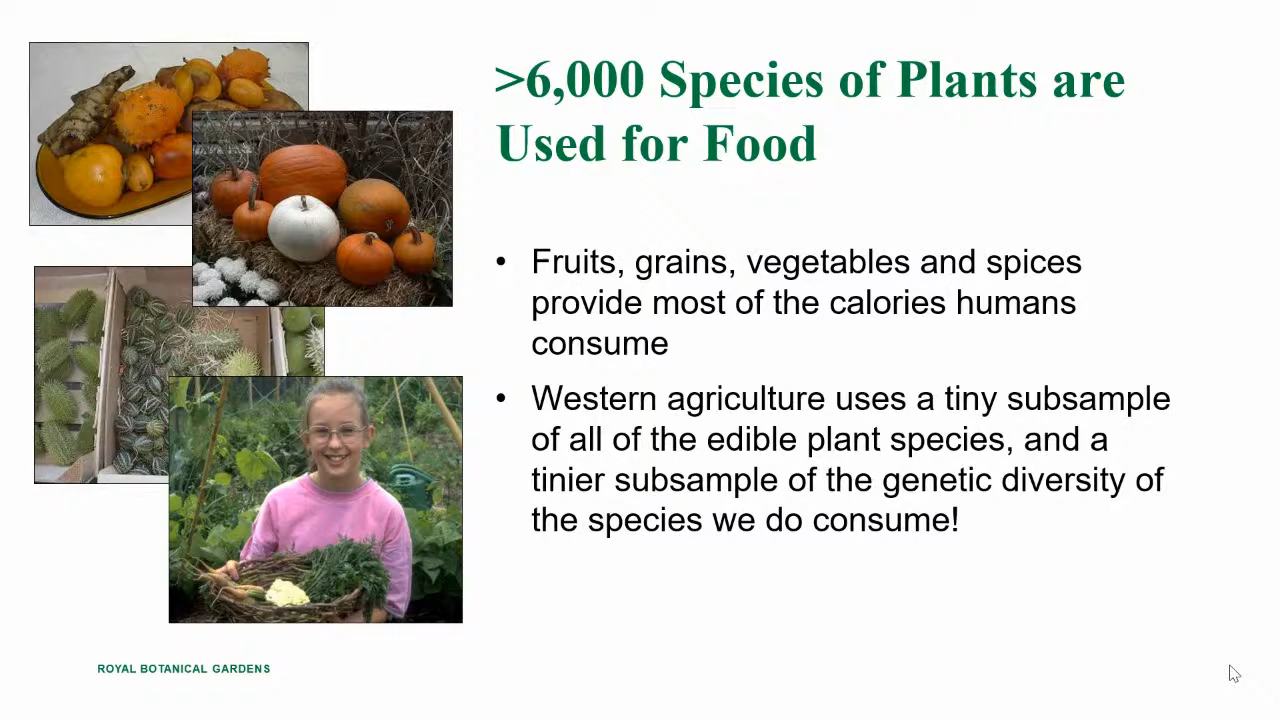 >6,000 Species of Plants are
Used for Food
• Fruits, grains, vegetables and spices
provide most of the calories humans
consume
• Western agriculture uses a tiny subsample
of all of the edible plant species, and a
tinier subsample of the genetic diversity of
the species we do consume!
ROYAL BOTANICAL GARDENS